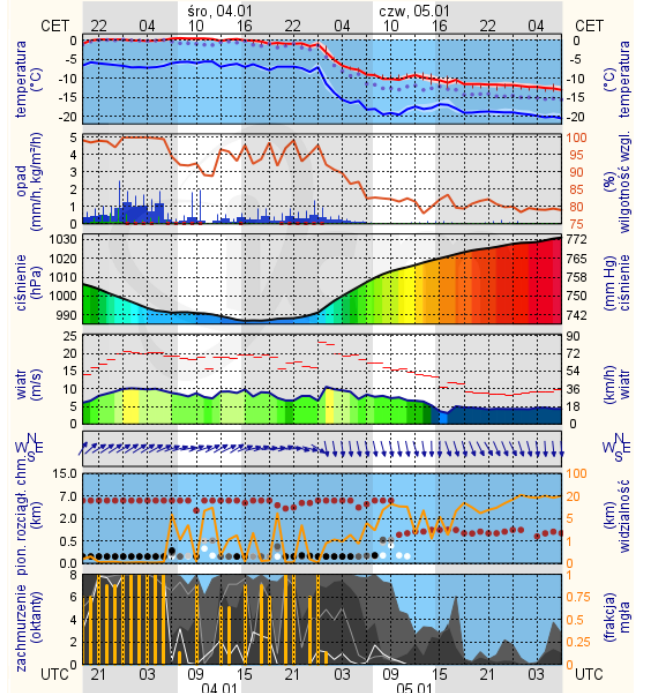 śro, 04.01 czw, 05.01
CET 22 04 10 16 22 04 10 16 22 04 CET
temperatura (°C) 0 -5 -10 -15 -20
0 -5 -10 -15 -20 (°C) temperatura
opad (mm/h, kg/m²/h) 5 4 3 2 1 0
100 95 90 85 80 75 (%) wilgotność wzgl.
ciśnienie (hPa) 1030 1020 1010 1000 990
772 765 758 750 742 (mm Hg) ciśnienie
wiatr (m/s) 25 20 15 10 5 0
90 72 54 36 18 0 (km/h) wiatr
N W E S
N W E S
pion. rozciągł. chm. (km) 15.0 7.0 2.0 0.5 0.0
100 20 5 1 0 (km) widzialność
zachmurzenie (oktanty) 8 6 4 2 0
1 0.75 0.5 0.25 0 (frakcja) mgła
UTC 21 03 09 15 21 03 09 15 21 03 UTC
04.01 05.01